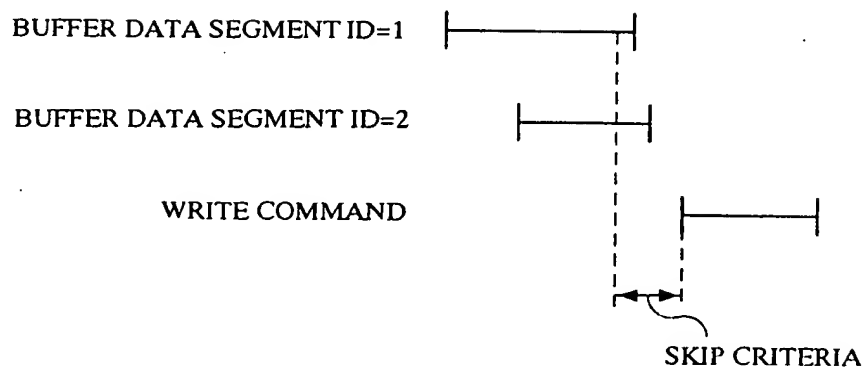 BUFFER DATA SEGMENT ID=1
BUFFER DATA SEGMENT ID=2
WRITE COMMAND
SKIP CRITERIA